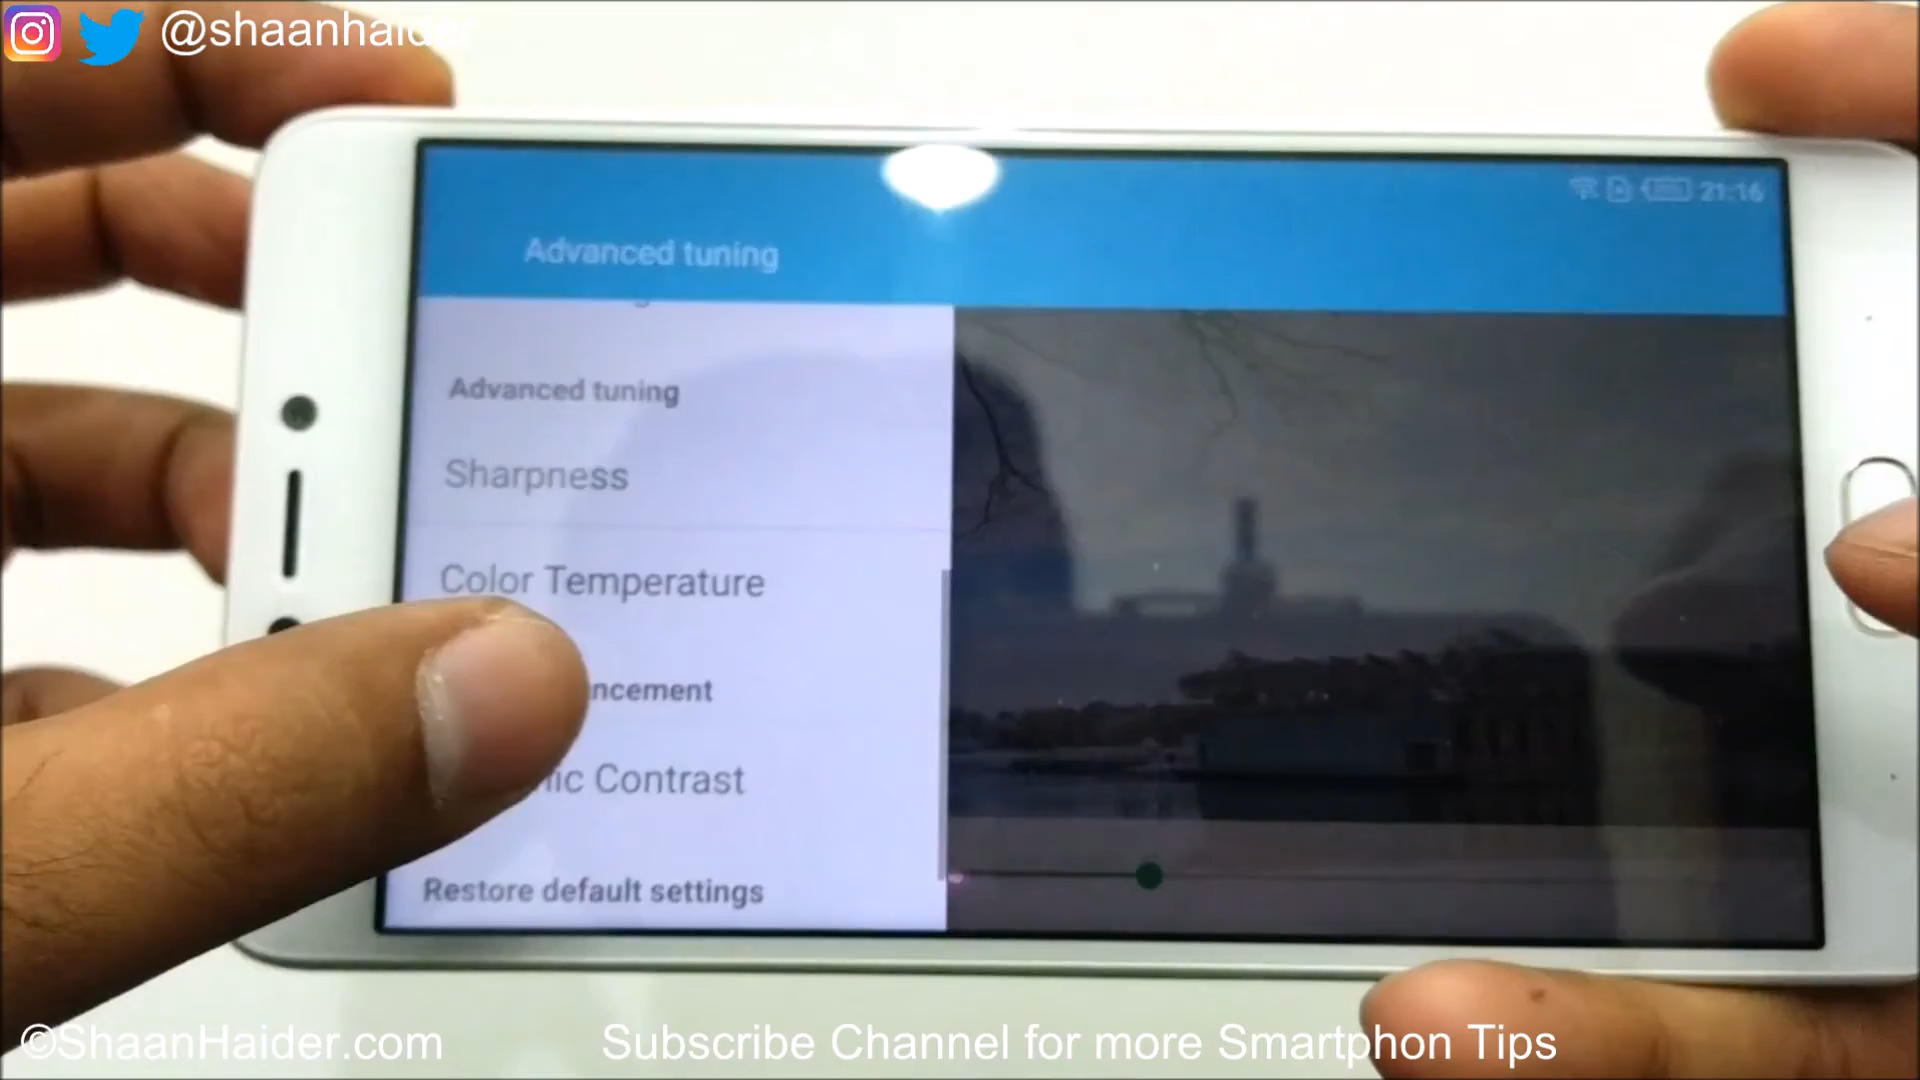 @shaanhaider
21:16
Advanced tuning
Advanced tuning
Sharpness
Color Temperature
ncement
ic Contrast
Restore default settings
©ShaanHaider.com
Subscribe Channel for more Smartphon Tips